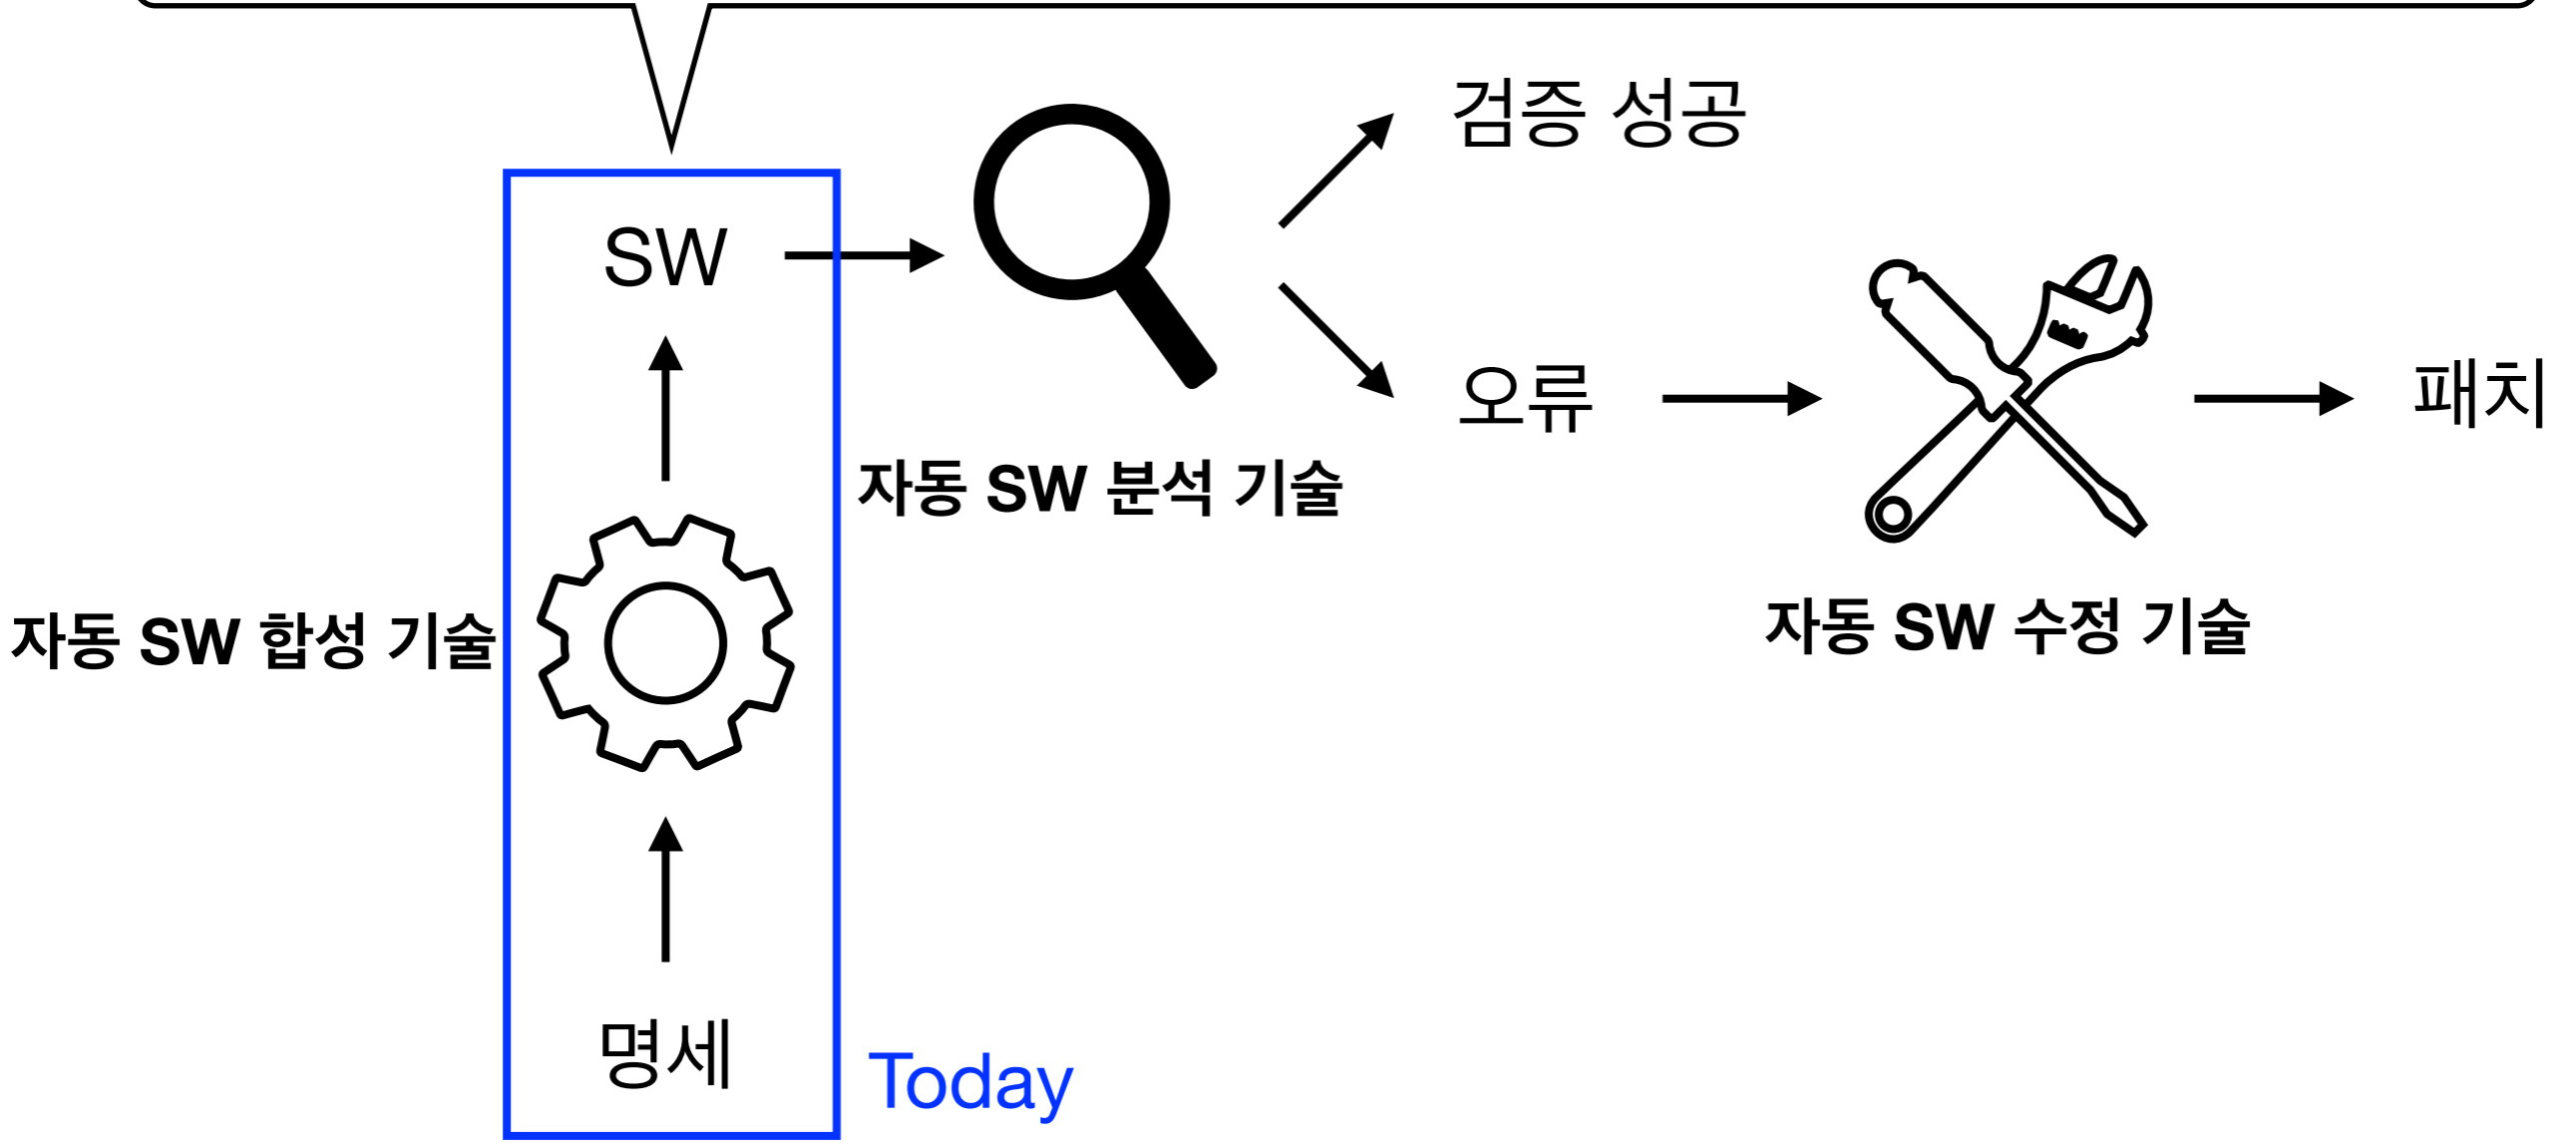 검증 성공
SW
오류
패치
자동 SW 분석 기술
자동 SW 합성 기술
자동 SW 수정 기술
명세
Today